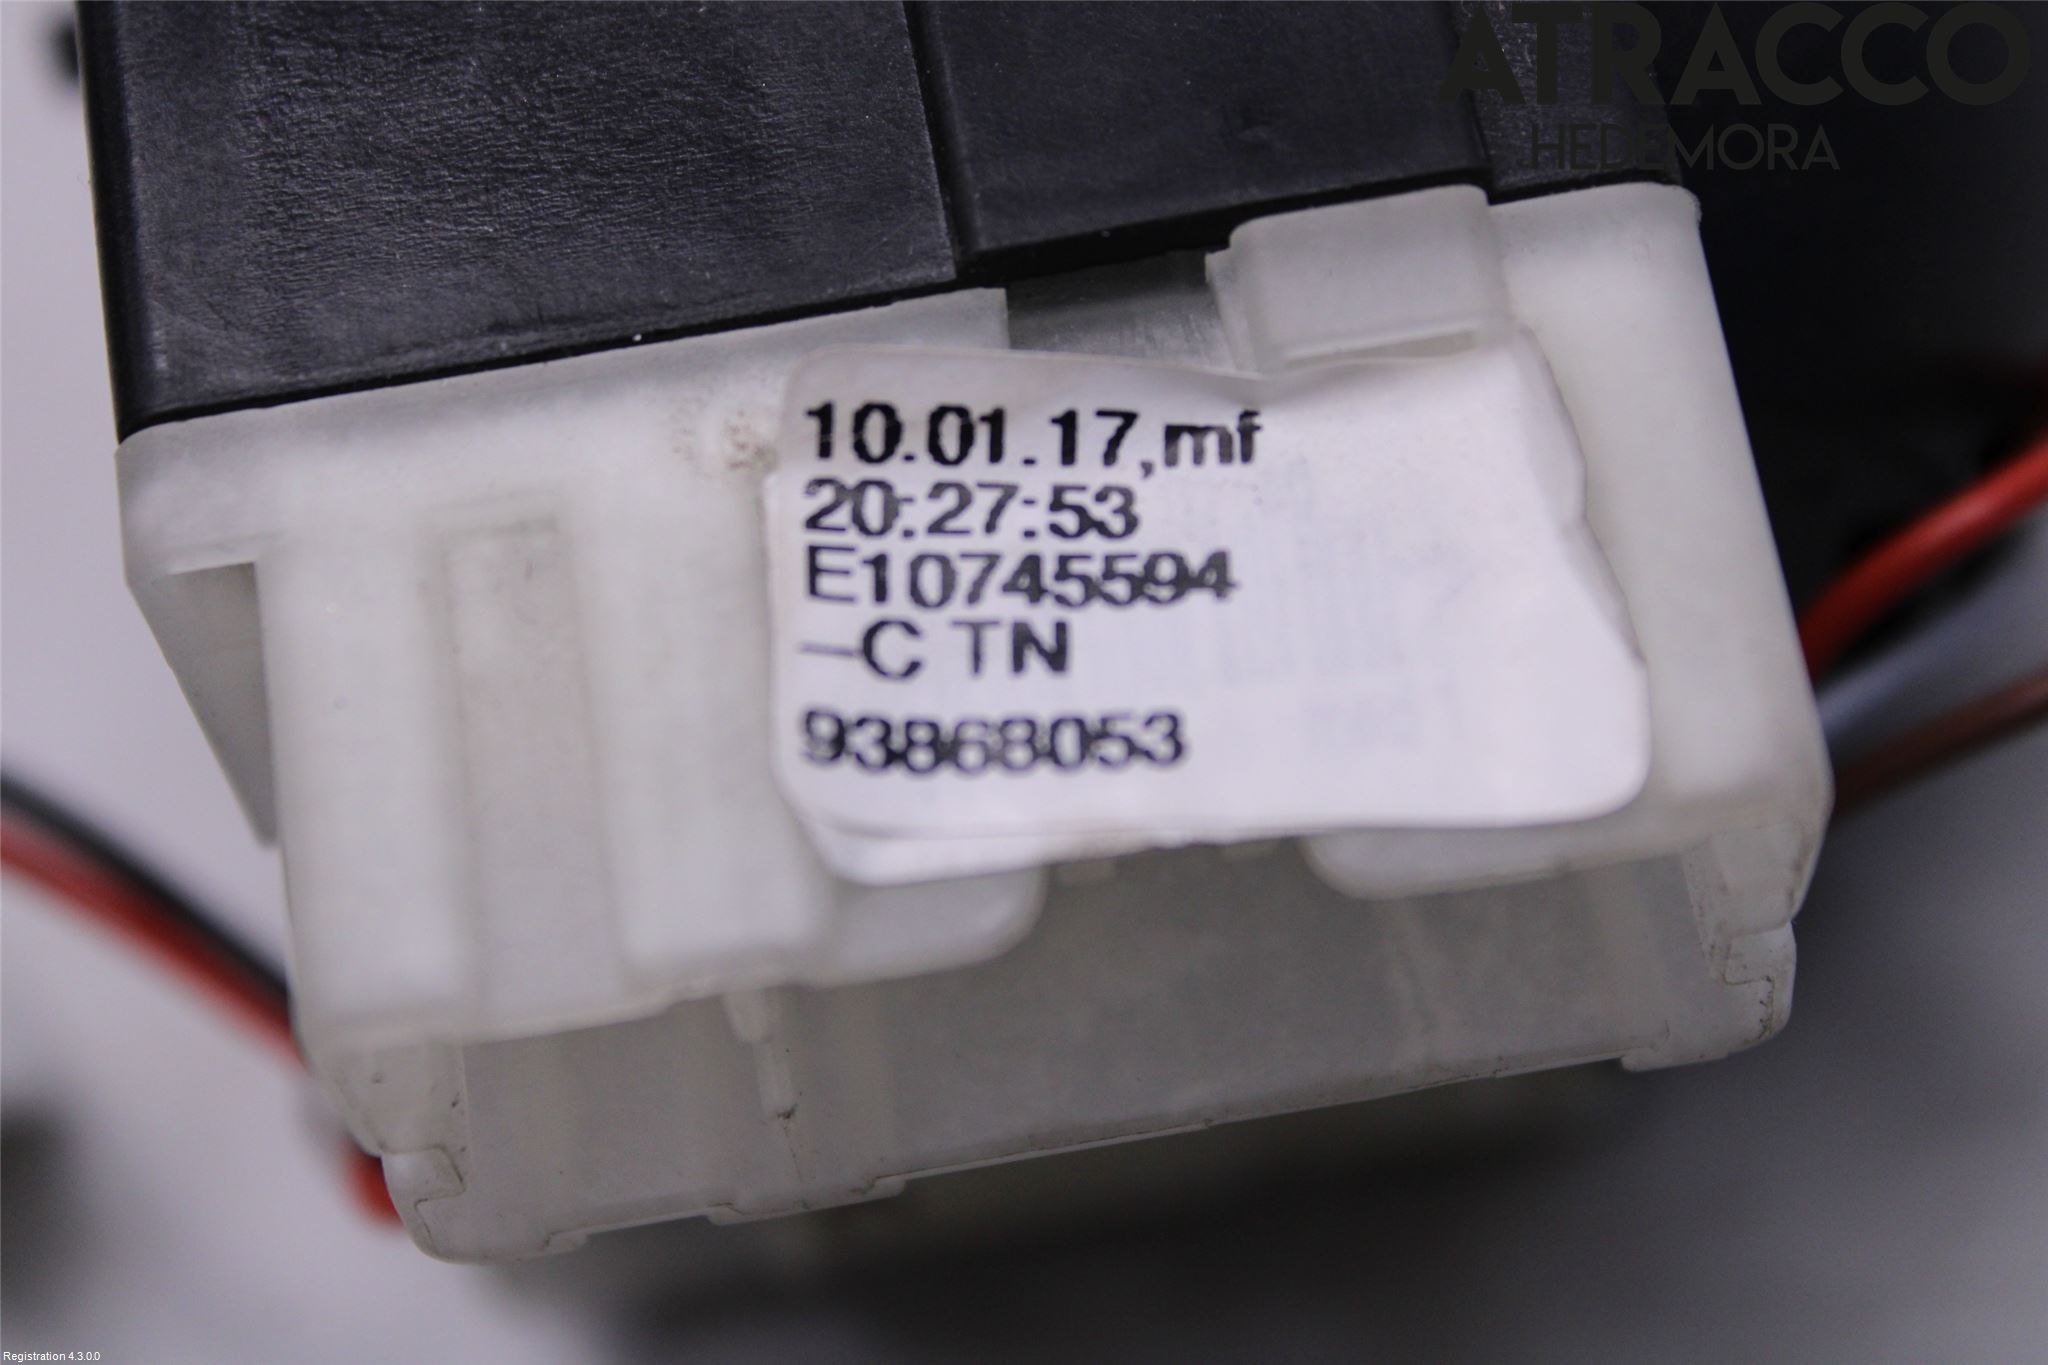 ATRACCO
HEDEMORA
10.01.17,mf
20:27:53
E10745594
-C TN
93868053
Registration 4.3.0.0